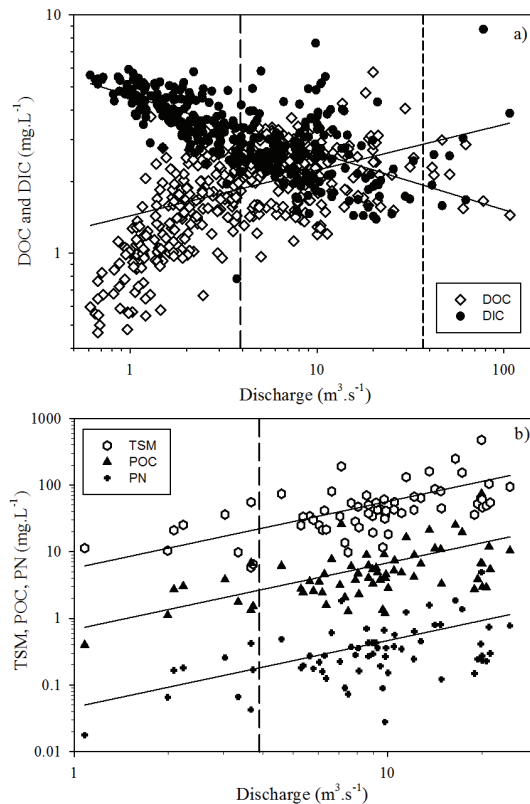 a)
10
1
DOC and DIC (mg.L-1)
DOC
DIC
1 10 100
Discharge (m3.s-1)
b)
1000
100
10
1
0.1
0.01
TSM, POC, PN (mg.L-1)
TSM
POC
PN
1 10
Discharge (m3.s-1)